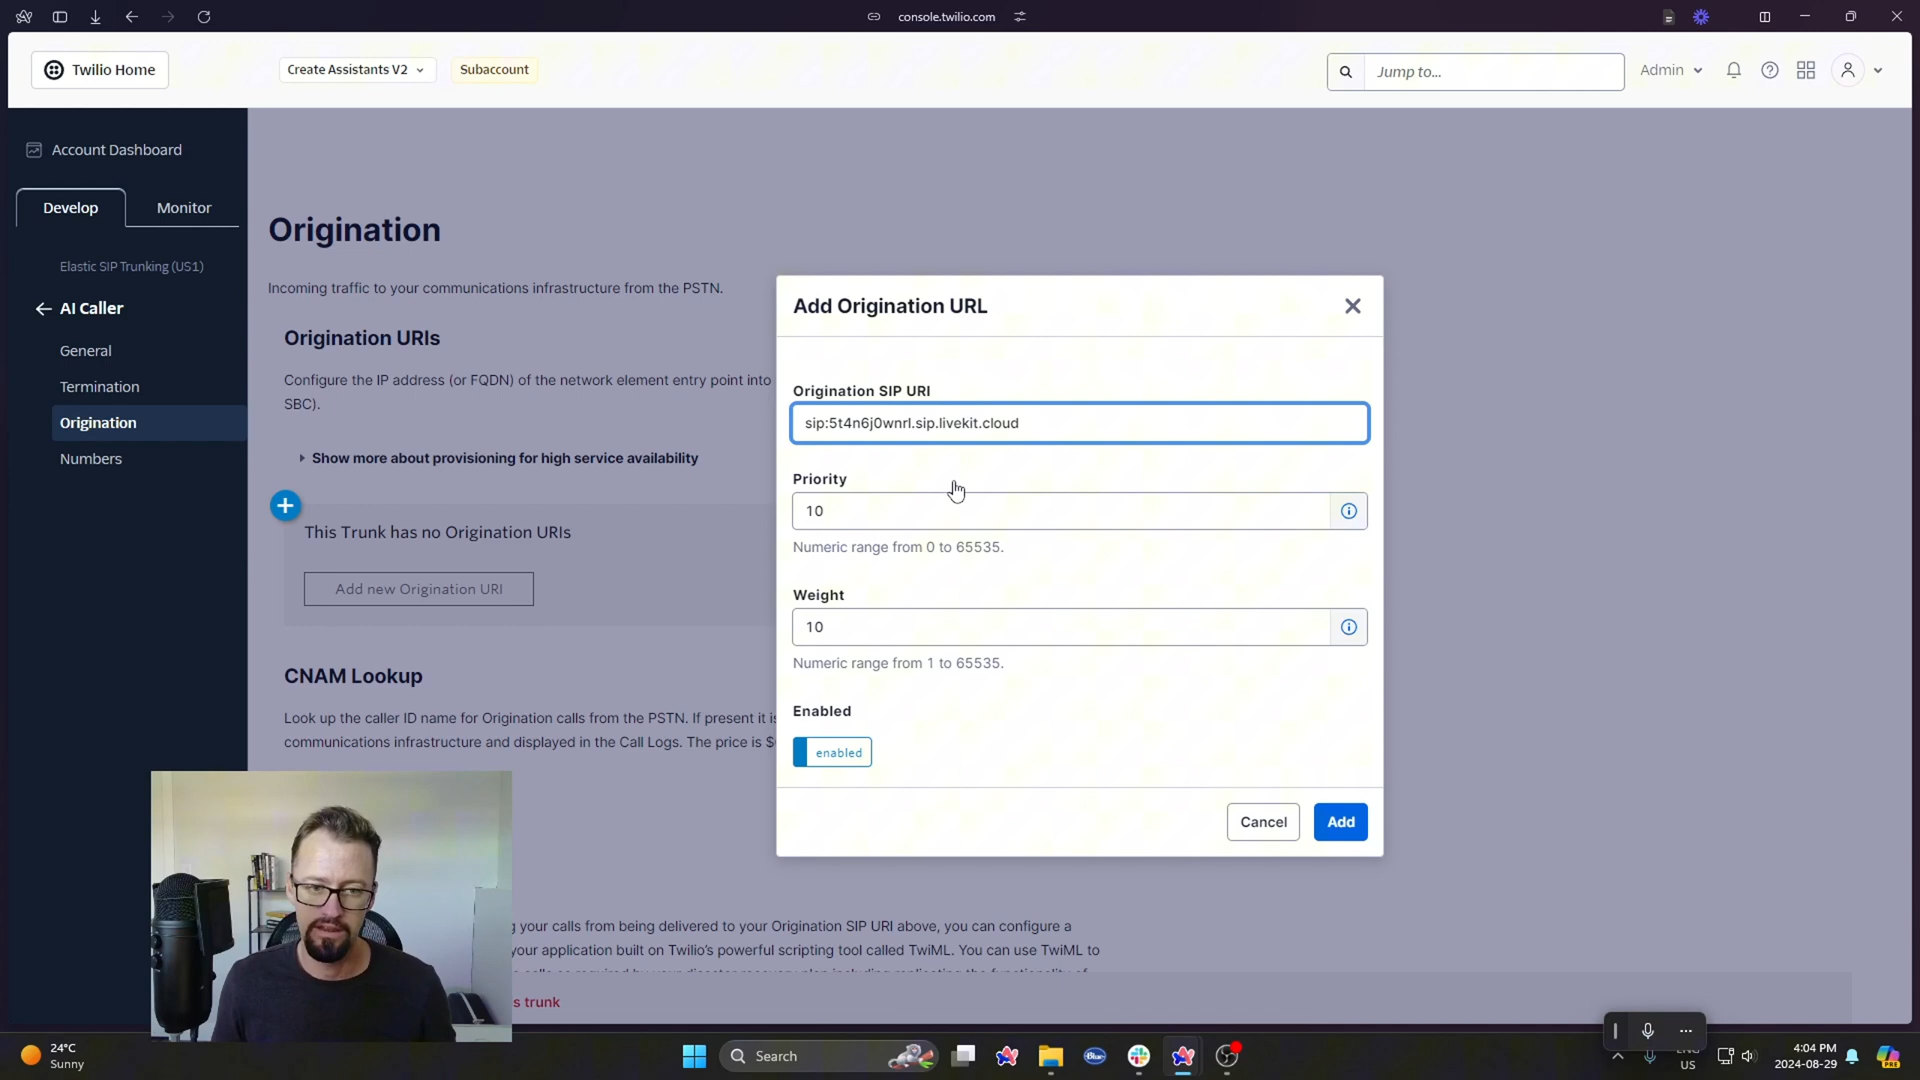 console.twilio.com
Twilio Home
Create Assistants V2
Subaccount
Jump to...
Admin
Account Dashboard
Develop
Monitor
Elastic SIP Trunking (US1)
AI Caller
General
Termination
Origination
Numbers
Origination
Incoming traffic to your communications infrastructure from the PSTN.
Origination URIs
Configure the IP address (or FQDN) of the network element entry point into
SBC).
Show more about provisioning for high service availability
This Trunk has no Origination URIs
Add new Origination URI
CNAM Lookup
Look up the caller ID name for Origination calls from the PSTN. If present it is
communications infrastructure and displayed in the Call Logs. The price is $
Add Origination URL
Origination SIP URI
sip:5t4n6j0wnrl.sip.livekit.cloud
Priority
10
Numeric range from 0 to 65535.
Weight
10
Numeric range from 1 to 65535.
Enabled
enabled
Cancel
Add
your calls from being delivered to your Origination SIP URI above, you can configure a
your application built on Twilio's powerful scripting tool called TwiML. You can use TwiML to
s trunk
24°C
Sunny
Search
Blue
ENG
US
4:04 PM
2024-08-29
PRE